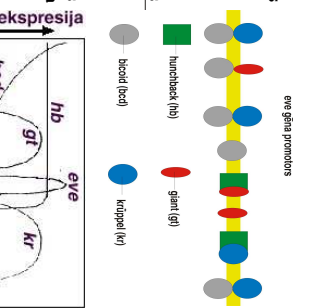 ekspresija
hb
gt
eve
kr
bicoid (bcd)
hunchback (hb)
krüppel (kr)
giant (gt)
eve gēna promotors